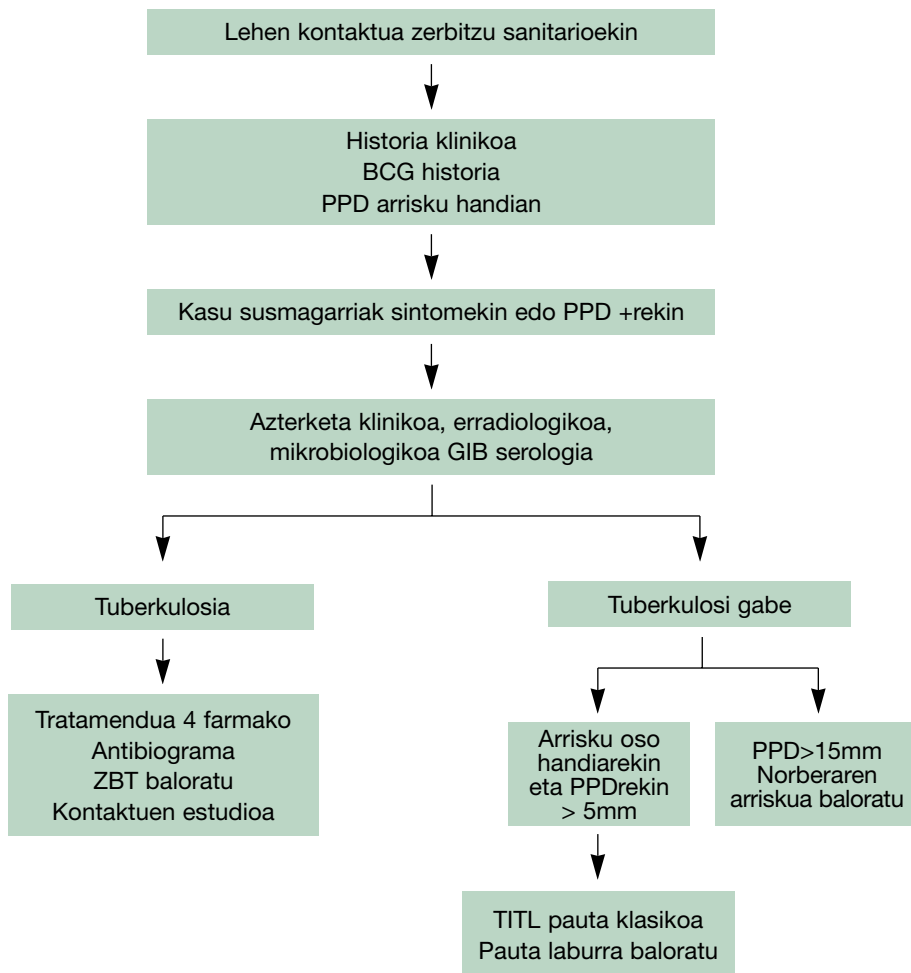 Lehen kontaktua zerbitzu sanitarioekin
Historia klinikoa
BCG historia
PPD arrisku handian
Kasu susmagarriak sintomekin edo PPD +rekin
Azterketa klinikoa, erradiologikoa,
mikrobiologikoa GIB serologia
Tuberkulosia
Tuberkulosi gabe
Tratamendua 4 farmako
Antibiograma
ZBT baloratu
Kontaktuen estudioa
Arrisku oso
handiarekin
eta PPDrekin
> 5mm
PPD>15mm
Norberaren
arriskua baloratu
TITL pauta klasikoa
Pauta laburra baloratu